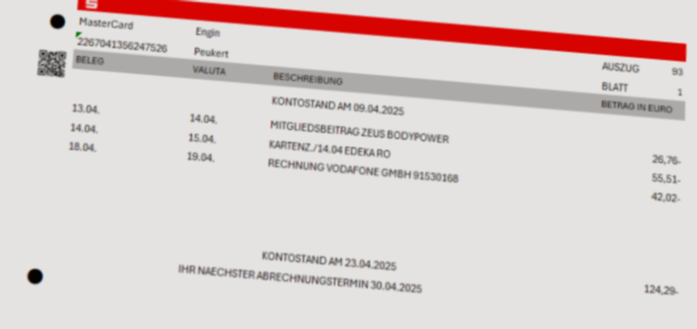 MasterCard Engin
2267041356247526 Peukert AUSZUG 93
BLATT 1
BELEG VALUTA BESCHREIBUNG BETRAG IN EURO
KONTOSTAND AM 09.04.2025
13.04. 14.04. MITGLIEDSBEITRAG ZEUS BODYPOWER 26,76-
14.04. 15.04. KARTENZ./14.04 EDEKA RO 55,51-
18.04. 19.04. RECHNUNG VODAFONE GMBH 91530168 42,02-
KONTOSTAND AM 23.04.2025 124,29-
IHR NAECHSTER ABRECHNUNGSTERMIN 30.04.2025